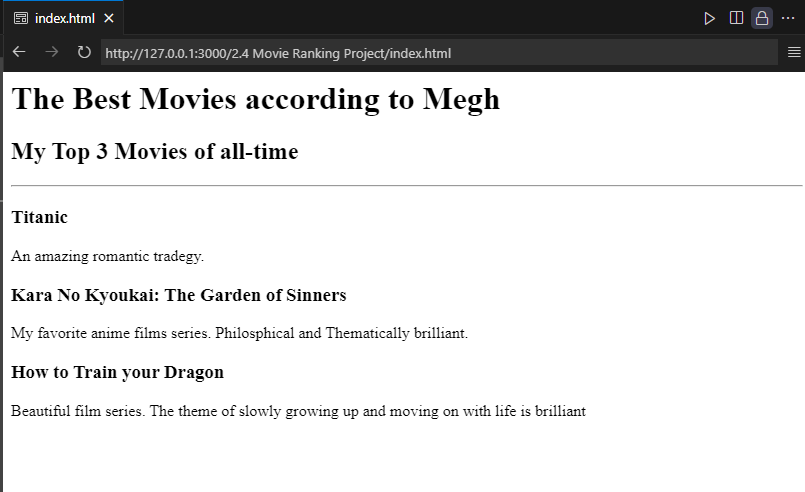 index.html
http://127.0.0.1:3000/2.4 Movie Ranking Project/index.html
The Best Movies according to Megh
My Top 3 Movies of all-time
Titanic
An amazing romantic tradegy.
Kara No Kyoukai: The Garden of Sinners
My favorite anime films series. Philosphical and Thematically brilliant.
How to Train your Dragon
Beautiful film series. The theme of slowly growing up and moving on with life is brilliant